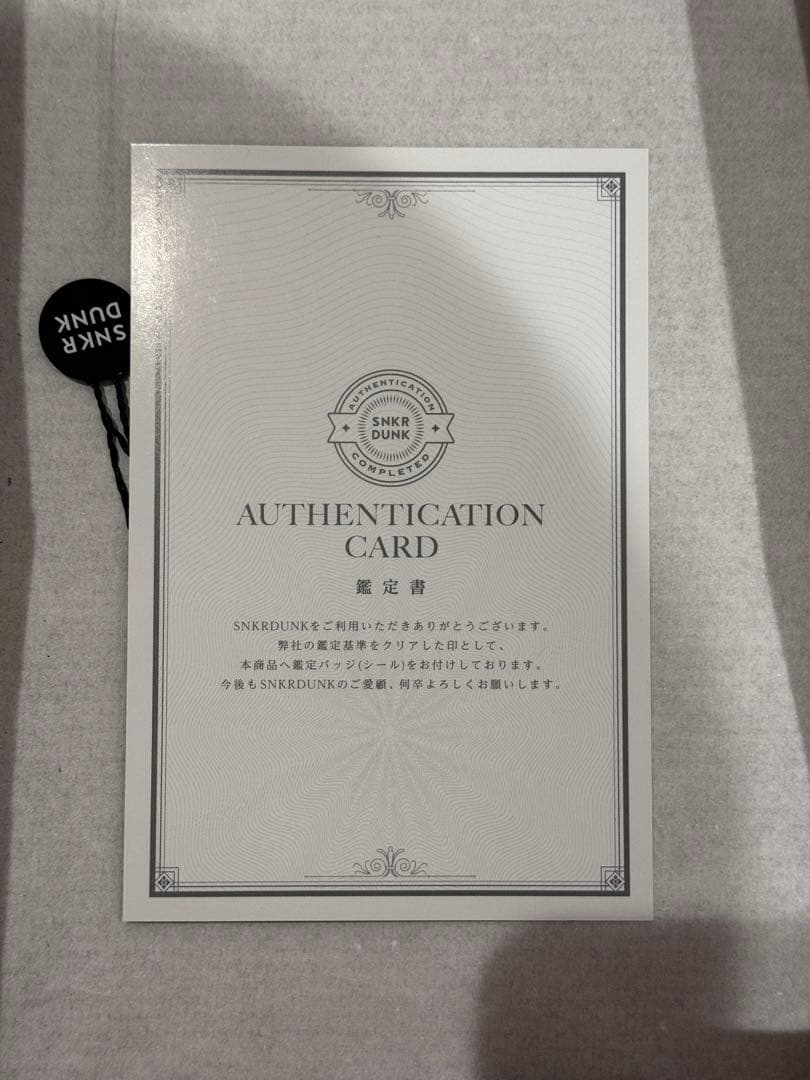 SNKR
DUNK
AUTHENTICATION
SNKR
DUNK
COMPLETED
AUTHENTICATION
CARD
鑑定書
SNKRDUNKをご利用いただきありがとうございます。
弊社の鑑定基準をクリアした印として、
本商品へ鑑定バッジ(シール)をお付けしております。
今後もSNKRDUNKのご愛顧、何卒よろしくお願いします。